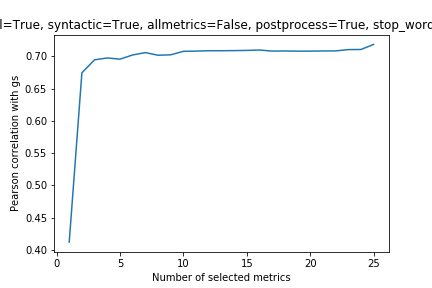 l=True, syntactic=True, allmetrics=False, postprocess=True, stop_word
0.70
0.65
0.60
0.55
0.50
0.45
0.40
Pearson correlation with gs
0 5 10 15 20 25
Number of selected metrics